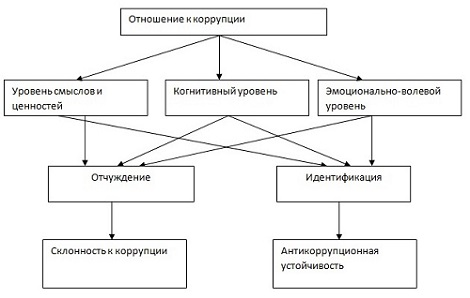 Отношение к коррупции
Уровень смыслов и
ценностей
Когнитивный уровень
Эмоционально-волевой
уровень
Отчуждение
Идентификация
Склонность к коррупции
Антикоррупционная
устойчивость